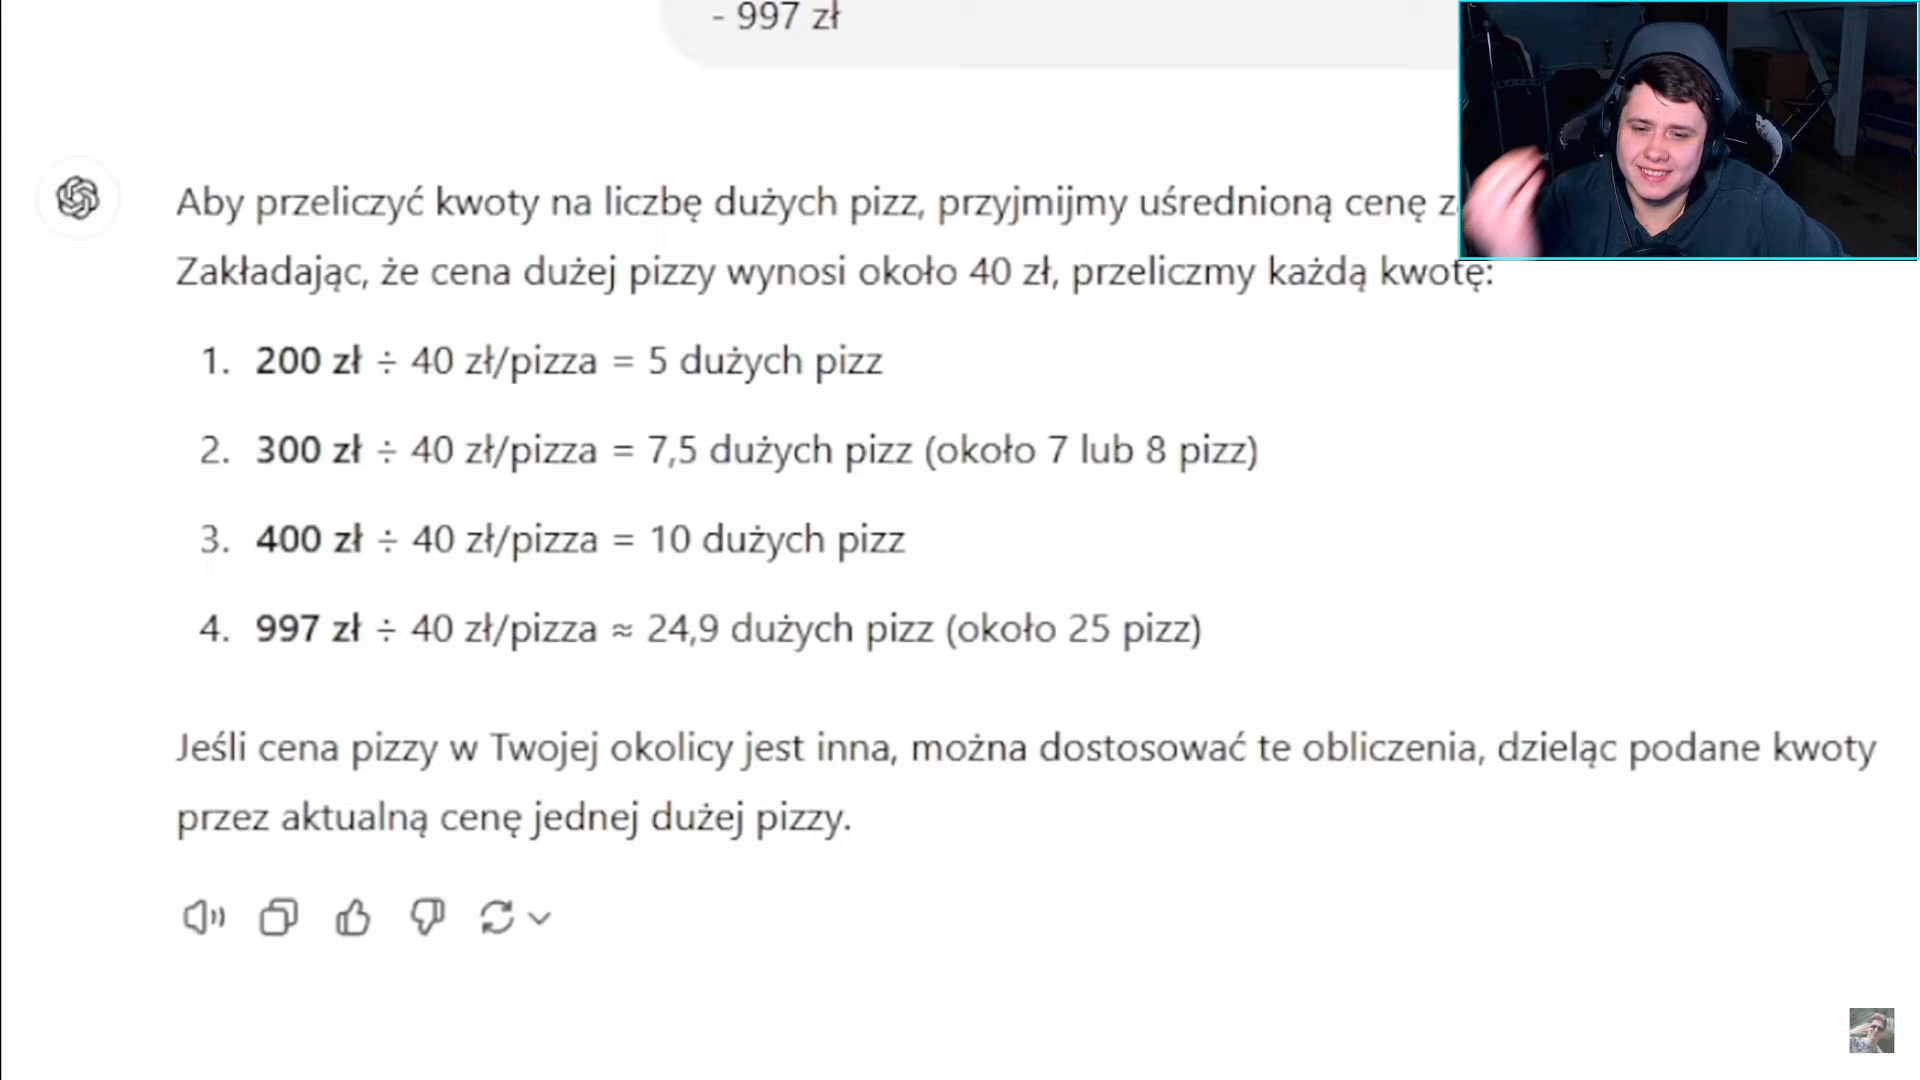 - 997 zł
Aby przeliczyć kwoty na liczbę dużych pizz, przyjmijmy uśrednioną cenę
Zakładając, że cena dużej pizzy wynosi około 40 zł, przeliczmy każdą kwotę:
1. 200 zł ÷ 40 zł/pizza = 5 dużych pizz
2. 300 zł ÷ 40 zł/pizza = 7,5 dużych pizz (około 7 lub 8 pizz)
3. 400 zł ÷ 40 zł/pizza = 10 dużych pizz
4. 997 zł ÷ 40 zł/pizza ≈ 24,9 dużych pizz (około 25 pizz)
Jeśli cena pizzy w Twojej okolicy jest inna, można dostosować te obliczenia, dzieląc podane kwoty
przez aktualną cenę jednej dużej pizzy.